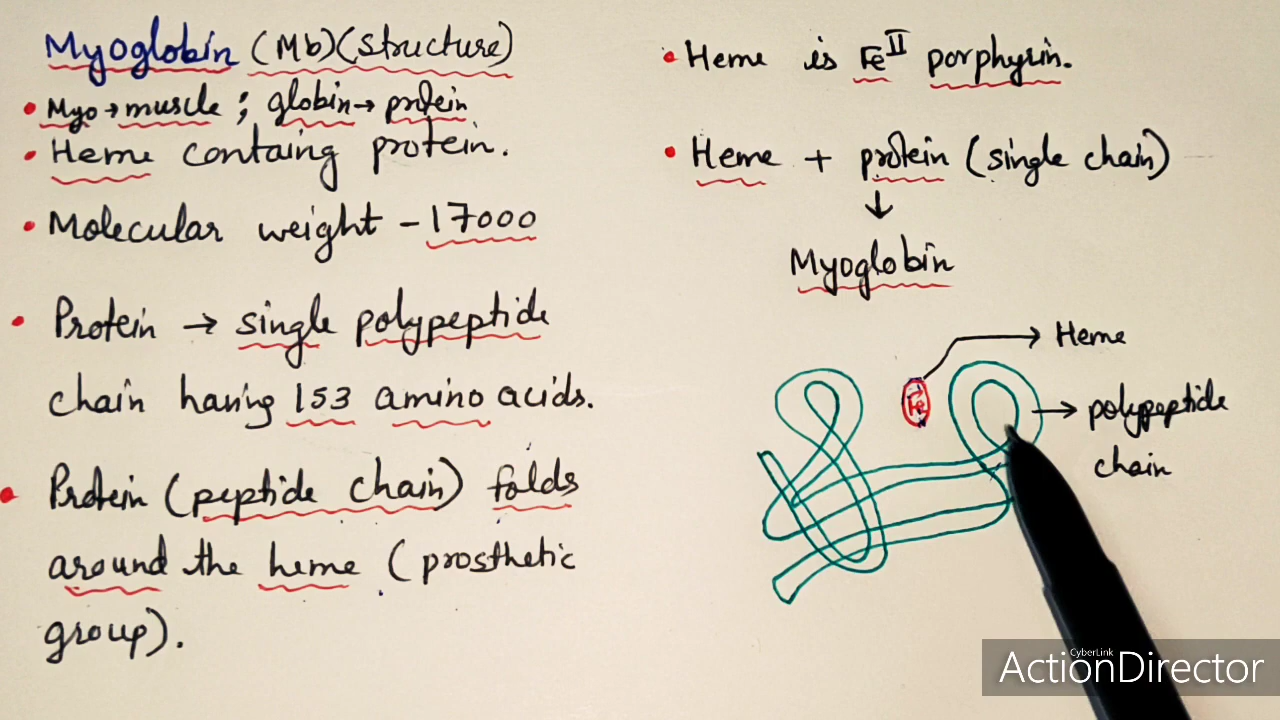 Myoglobin (Mb)(structure)
• Myo → muscle ; globin → protein
• Heme containg protein.
• Molecular weight - 17000
• Protein → single polypeptide
chain having 153 amino acids.
• Protein (peptide chain) folds
around the heme (prosthetic
group).
• Heme is Fe^II porphyrin.
• Heme + protein (single chain)
↓
Myoglobin
Heme
Fe
→ polypeptide
chain
CyberLink
ActionDirector